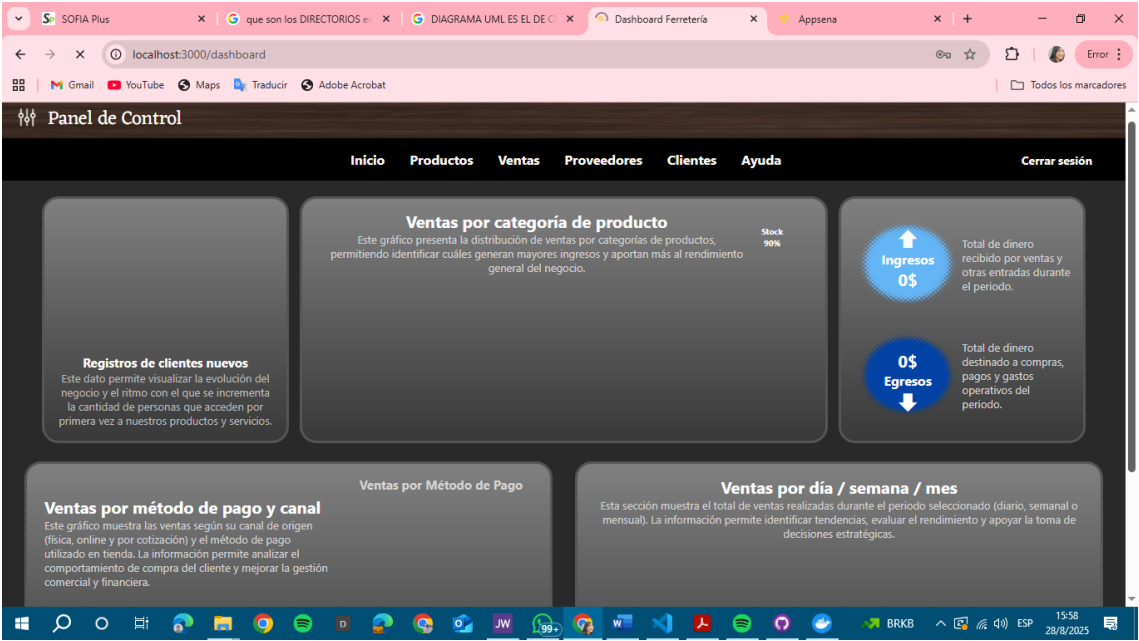 SOFIA Plus
que son los DIRECTORIOS e
DIAGRAMA UML ES EL DE C
Dashboard Ferretería
Appsena
localhost:3000/dashboard
Error
Gmail
YouTube
Maps
Traducir
Adobe Acrobat
Todos los marcadores
Panel de Control
Inicio
Productos
Ventas
Proveedores
Clientes
Ayuda
Cerrar sesión
Registros de clientes nuevos
Este dato permite visualizar la evolución del
negocio y el ritmo con el que se incrementa
la cantidad de personas que acceden por
primera vez a nuestros productos y servicios.
Ventas por categoría de producto
Este gráfico presenta la distribución de ventas por categorías de productos,
permitiendo identificar cuáles generan mayores ingresos y aportan más al rendimiento
general del negocio.
Stock
90%
Ingresos
0$
Total de dinero
recibido por ventas y
otras entradas durante
el periodo.
0$
Egresos
Total de dinero
destinado a compras,
pagos y gastos
operativos del
periodo.
Ventas por método de pago y canal
Este gráfico muestra las ventas según su canal de origen
(física, online y por cotización) y el método de pago
utilizado en tienda. La información permite analizar el
comportamiento de compra del cliente y mejorar la gestión
comercial y financiera.
Ventas por Método de Pago
Ventas por día / semana / mes
Esta sección muestra el total de ventas realizadas durante el periodo seleccionado (diario, semanal o
mensual). La información permite identificar tendencias, evaluar el rendimiento y apoyar la toma de
decisiones estratégicas.
JW
99+
BRKB
ESP
15:58
28/8/2025